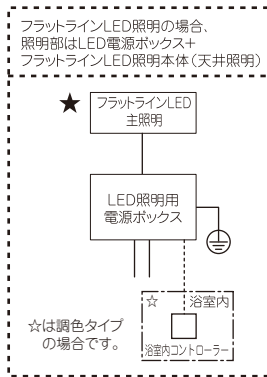 フラットラインLED照明の場合、
照明部はLED電源ボックス＋
フラットラインLED照明本体(天井照明)
★
フラットラインLED
主照明
LED照明用
電源ボックス
☆ 浴室内
☆は調色タイプ
の場合です。
浴室内コントローラー